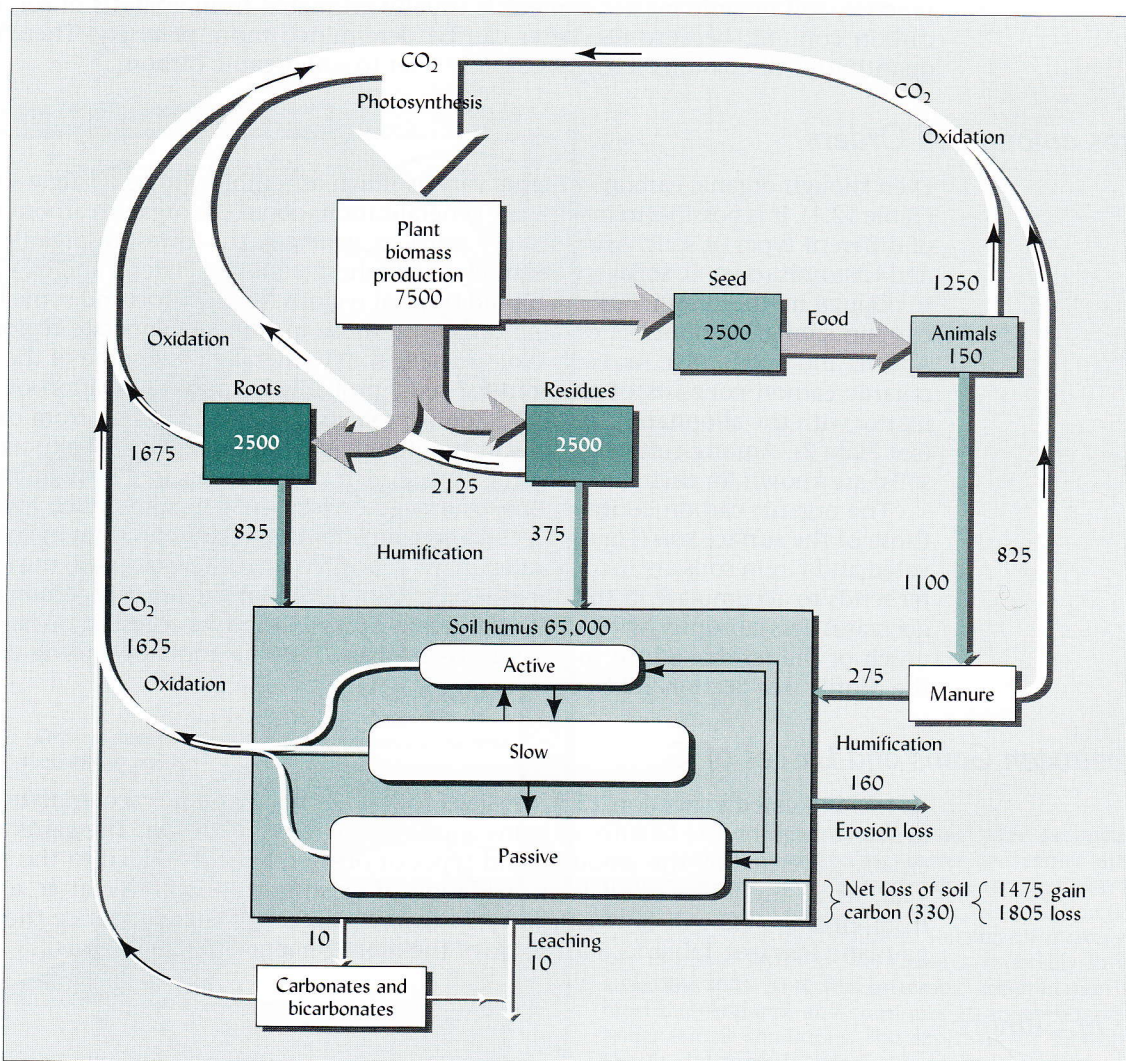 CO2
Photosynthesis
CO2
Oxidation
Plant
biomass
production
7500
Seed
2500
Food
1250
Animals
150
Oxidation
Roots
2500
1675
Residues
2500
2125
825
Humification
375
1100
825
CO2
1625
Oxidation
Soil humus 65,000
Active
Slow
Passive
275
Manure
Humification
160
Erosion loss
Net loss of soil
carbon (330)
1475 gain
1805 loss
10
Leaching
10
Carbonates and
bicarbonates